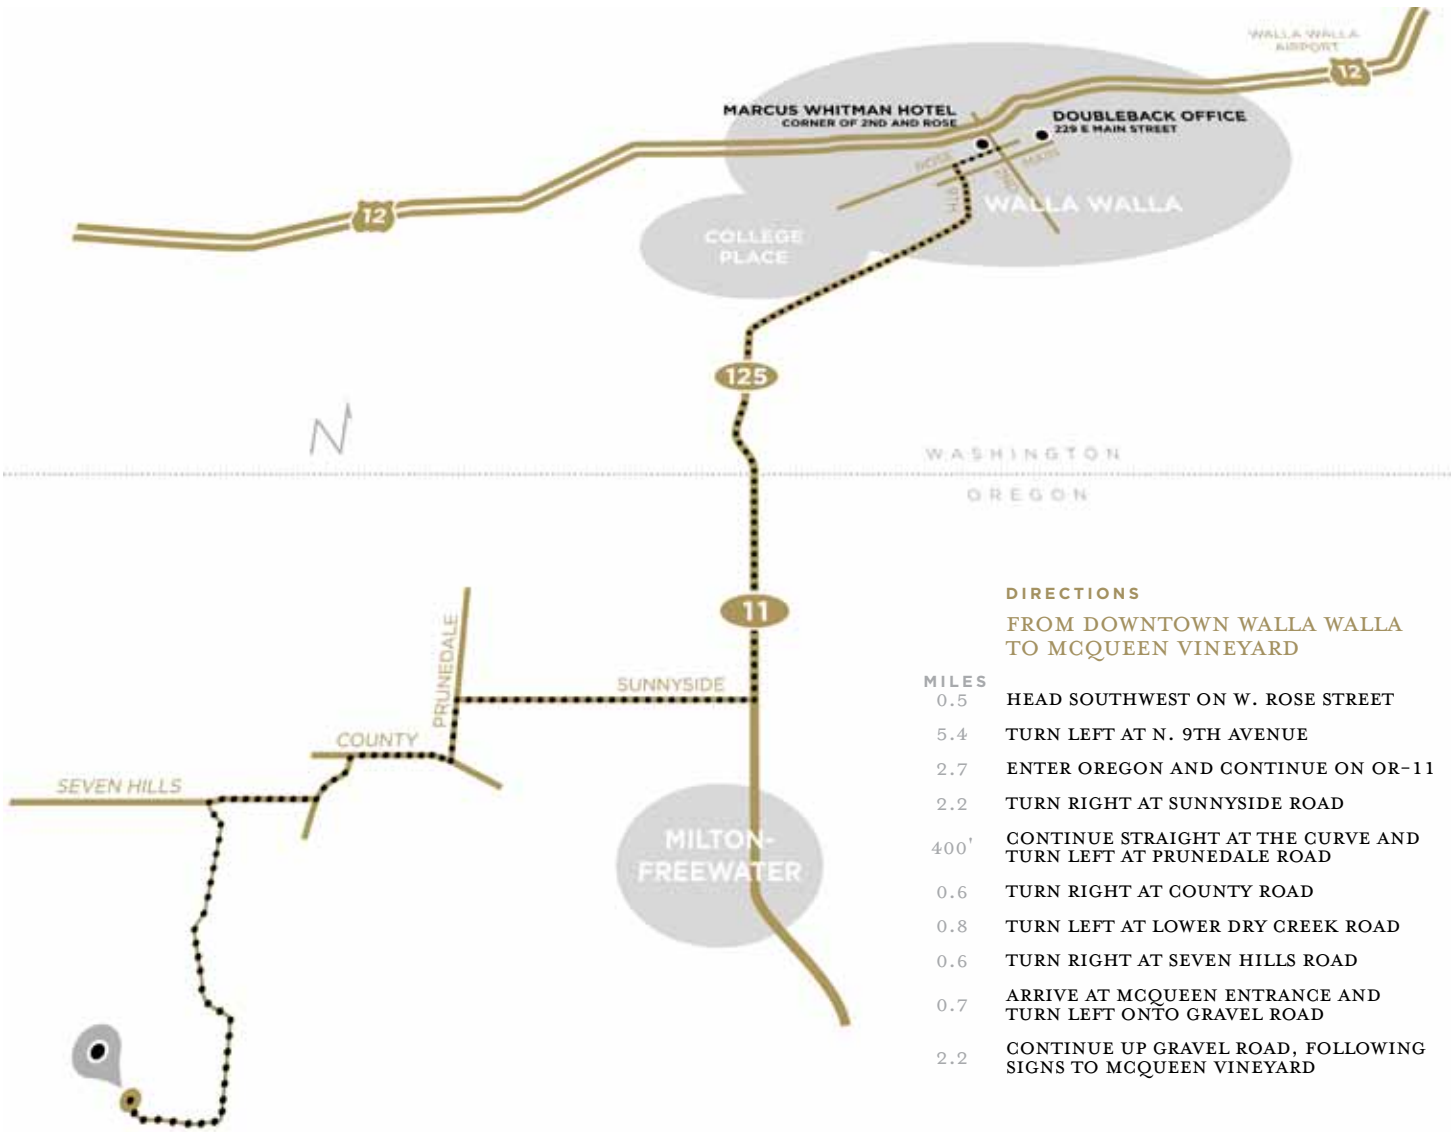 WALLA WALLA
AIRPORT
12
MARCUS WHITMAN HOTEL
CORNER OF 2ND AND ROSE
DOUBLEBACK OFFICE
229 E MAIN STREET
ROSE
MAIN
2ND
9TH
WALLA WALLA
12
COLLEGE
PLACE
125
N
WASHINGTON
OREGON
11
PRUNEDALE
SUNNYSIDE
COUNTY
SEVEN HILLS
MILTON-
FREEWATER
DIRECTIONS
FROM DOWNTOWN WALLA WALLA
TO MCQUEEN VINEYARD
MILES
0.5 HEAD SOUTHWEST ON W. ROSE STREET
5.4 TURN LEFT AT N. 9TH AVENUE
2.7 ENTER OREGON AND CONTINUE ON OR-11
2.2 TURN RIGHT AT SUNNYSIDE ROAD
400' CONTINUE STRAIGHT AT THE CURVE AND
TURN LEFT AT PRUNEDALE ROAD
0.6 TURN RIGHT AT COUNTY ROAD
0.8 TURN LEFT AT LOWER DRY CREEK ROAD
0.6 TURN RIGHT AT SEVEN HILLS ROAD
0.7 ARRIVE AT MCQUEEN ENTRANCE AND
TURN LEFT ONTO GRAVEL ROAD
2.2 CONTINUE UP GRAVEL ROAD, FOLLOWING
SIGNS TO MCQUEEN VINEYARD